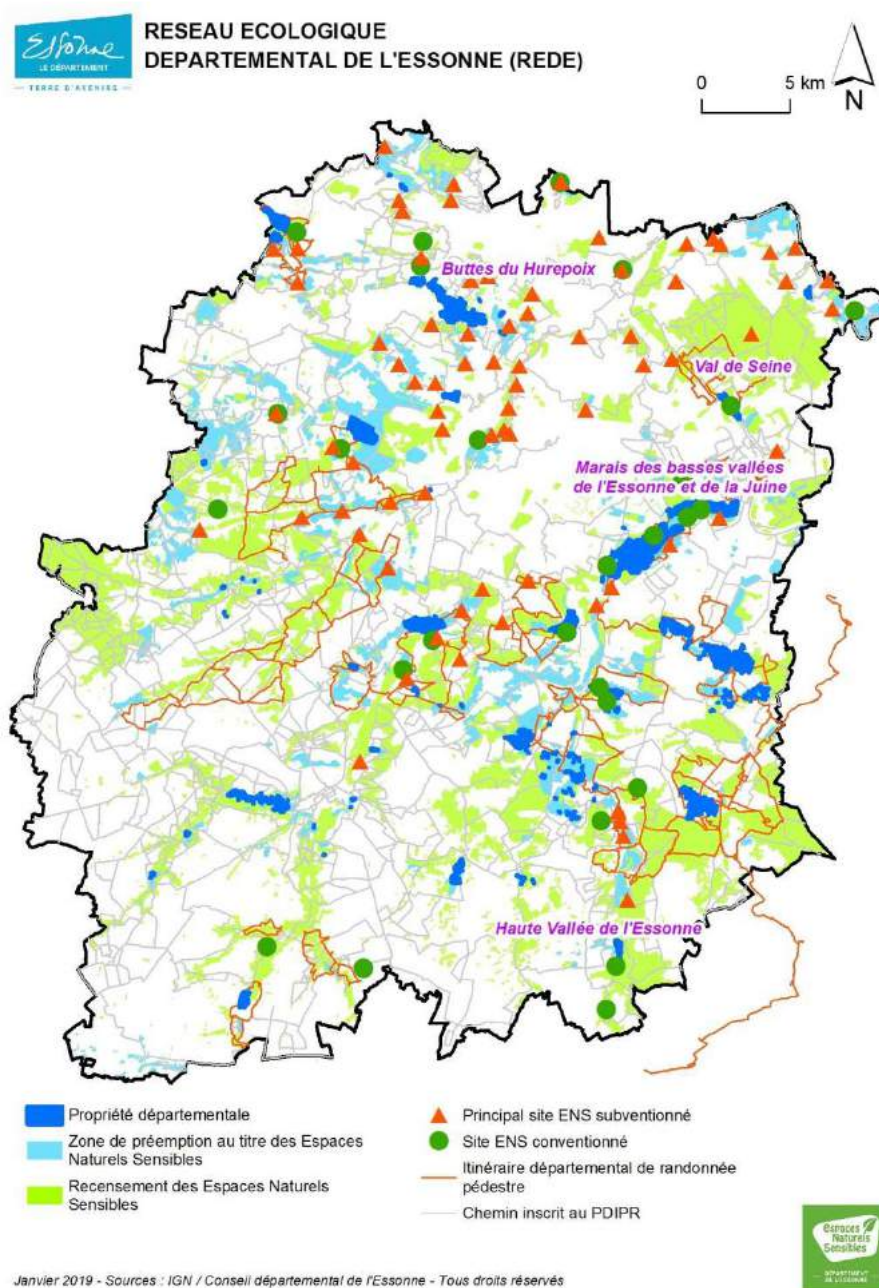 Essonne
LE DÉPARTEMENT
TERRE D'AVENIRS
RESEAU ECOLOGIQUE
DEPARTEMENTAL DE L'ESSONNE (REDE)
0 5 km
N
Buttes du Hurepoix
Val de Seine
Marais des basses vallées
de l'Essonne et de la Juine
Haute Vallée de l'Essonne
Propriété départementale
Zone de préemption au titre des Espaces
Naturels Sensibles
Recensement des Espaces Naturels
Sensibles
Principal site ENS subventionné
Site ENS conventionné
Itinéraire départemental de randonnée
pédestre
Chemin inscrit au PDIPR
espaces
Naturels
Sensibles
DÉPARTEMENT
DE L'ESSONNE
Janvier 2019 - Sources : IGN / Conseil départemental de l'Essonne - Tous droits réservés